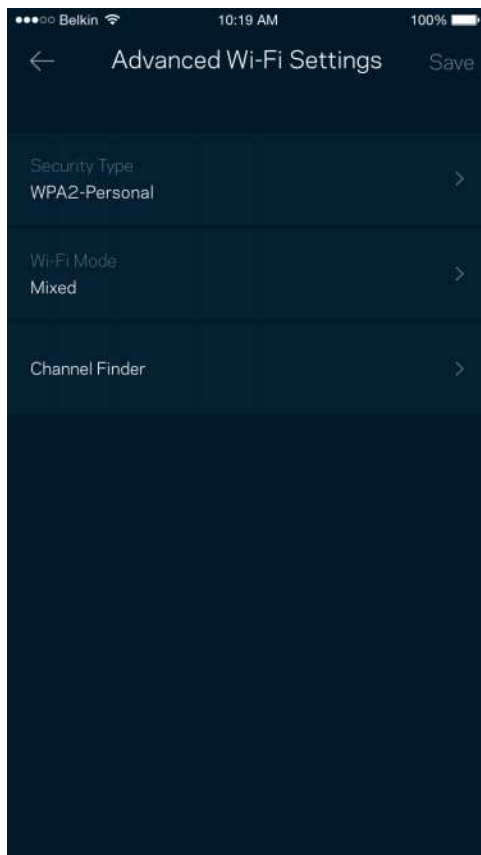 Belkin 10:19 AM 100%
Advanced Wi-Fi Settings Save
Security Type
WPA2-Personal
Wi-Fi Mode
Mixed
Channel Finder